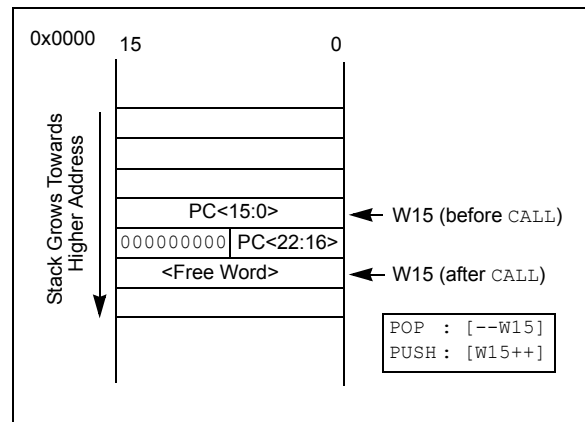 0x0000
15 0
Stack Grows Towards
Higher Address
PC<15:0>
W15 (before CALL)
000000000 PC<22:16>
<Free Word>
W15 (after CALL)
POP : [--W15]
PUSH : [W15++]